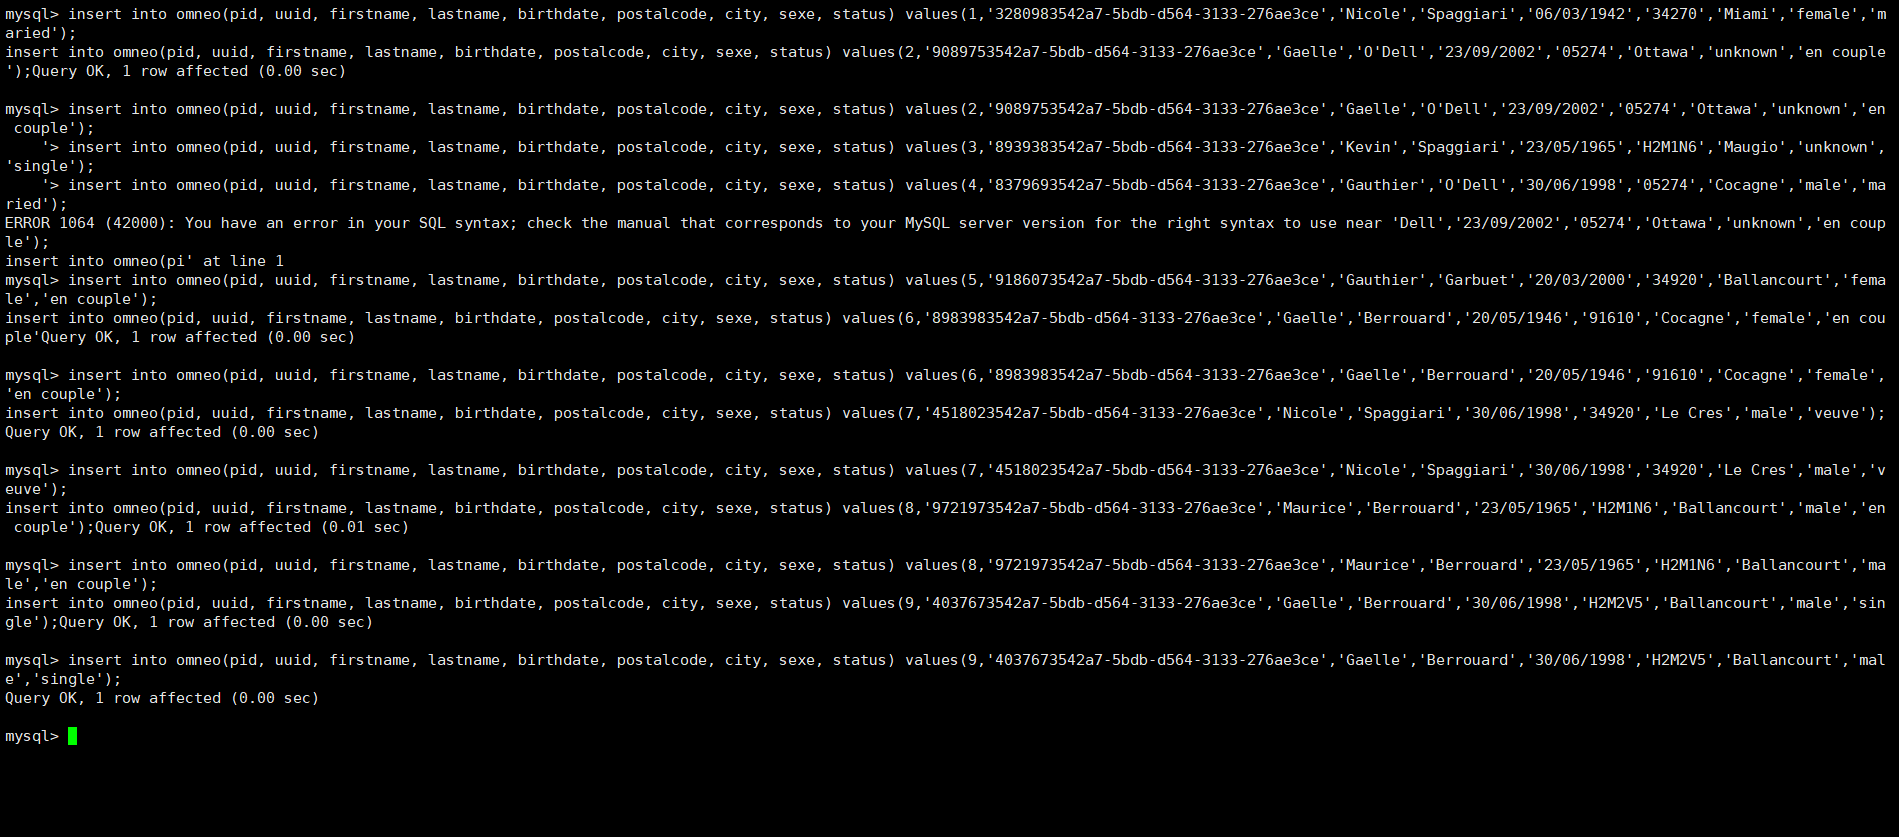 mysql> insert into omneo(pid, uuid, firstname, lastname, birthdate, postalcode, city, sexe, status) values(1,'3280983542a7-5bdb-d564-3133-276ae3ce','Nicole','Spaggiari','06/03/1942','34270','Miami','female','m
aried');
insert into omneo(pid, uuid, firstname, lastname, birthdate, postalcode, city, sexe, status) values(2,'9089753542a7-5bdb-d564-3133-276ae3ce','Gaelle','O'Dell','23/09/2002','05274','Ottawa','unknown','en couple
');Query OK, 1 row affected (0.00 sec)
mysql> insert into omneo(pid, uuid, firstname, lastname, birthdate, postalcode, city, sexe, status) values(2,'9089753542a7-5bdb-d564-3133-276ae3ce','Gaelle','O'Dell','23/09/2002','05274','Ottawa','unknown','en
 couple');
    '> insert into omneo(pid, uuid, firstname, lastname, birthdate, postalcode, city, sexe, status) values(3,'8939383542a7-5bdb-d564-3133-276ae3ce','Kevin','Spaggiari','23/05/1965','H2M1N6','Maugio','unknown',
'single');
    '> insert into omneo(pid, uuid, firstname, lastname, birthdate, postalcode, city, sexe, status) values(4,'8379693542a7-5bdb-d564-3133-276ae3ce','Gauthier','O'Dell','30/06/1998','05274','Cocagne','male','ma
ried');
ERROR 1064 (42000): You have an error in your SQL syntax; check the manual that corresponds to your MySQL server version for the right syntax to use near 'Dell','23/09/2002','05274','Ottawa','unknown','en coup
le');
insert into omneo(pi' at line 1
mysql> insert into omneo(pid, uuid, firstname, lastname, birthdate, postalcode, city, sexe, status) values(5,'9186073542a7-5bdb-d564-3133-276ae3ce','Gauthier','Garbuet','20/03/2000','34920','Ballancourt','fema
le','en couple');
insert into omneo(pid, uuid, firstname, lastname, birthdate, postalcode, city, sexe, status) values(6,'8983983542a7-5bdb-d564-3133-276ae3ce','Gaelle','Berrouard','20/05/1946','91610','Cocagne','female','en cou
ple'Query OK, 1 row affected (0.00 sec)
mysql> insert into omneo(pid, uuid, firstname, lastname, birthdate, postalcode, city, sexe, status) values(6,'8983983542a7-5bdb-d564-3133-276ae3ce','Gaelle','Berrouard','20/05/1946','91610','Cocagne','female',
'en couple');
insert into omneo(pid, uuid, firstname, lastname, birthdate, postalcode, city, sexe, status) values(7,'4518023542a7-5bdb-d564-3133-276ae3ce','Nicole','Spaggiari','30/06/1998','34920','Le Cres','male','veuve');
Query OK, 1 row affected (0.00 sec)
mysql> insert into omneo(pid, uuid, firstname, lastname, birthdate, postalcode, city, sexe, status) values(7,'4518023542a7-5bdb-d564-3133-276ae3ce','Nicole','Spaggiari','30/06/1998','34920','Le Cres','male','v
euve');
insert into omneo(pid, uuid, firstname, lastname, birthdate, postalcode, city, sexe, status) values(8,'9721973542a7-5bdb-d564-3133-276ae3ce','Maurice','Berrouard','23/05/1965','H2M1N6','Ballancourt','male','en
 couple');Query OK, 1 row affected (0.01 sec)
mysql> insert into omneo(pid, uuid, firstname, lastname, birthdate, postalcode, city, sexe, status) values(8,'9721973542a7-5bdb-d564-3133-276ae3ce','Maurice','Berrouard','23/05/1965','H2M1N6','Ballancourt','ma
le','en couple');
insert into omneo(pid, uuid, firstname, lastname, birthdate, postalcode, city, sexe, status) values(9,'4037673542a7-5bdb-d564-3133-276ae3ce','Gaelle','Berrouard','30/06/1998','H2M2V5','Ballancourt','male','sin
gle');Query OK, 1 row affected (0.00 sec)
mysql> insert into omneo(pid, uuid, firstname, lastname, birthdate, postalcode, city, sexe, status) values(9,'4037673542a7-5bdb-d564-3133-276ae3ce','Gaelle','Berrouard','30/06/1998','H2M2V5','Ballancourt','mal
e','single');
Query OK, 1 row affected (0.00 sec)
mysql>